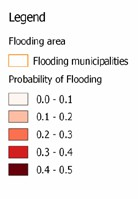 Legend
Flooding area
Flooding municipalities
Probability of Flooding
0.0 - 0.1
0.1 - 0.2
0.2 - 0.3
0.3 - 0.4
0.4 - 0.5